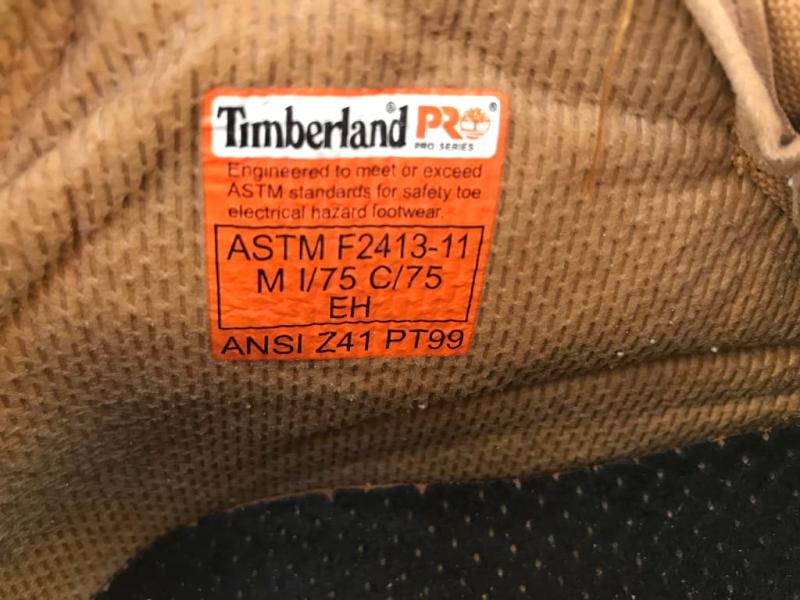 Timberland® PRO®
PRO SERIES
Engineered to meet or exceed
ASTM standards for safety toe
electrical hazard footwear.
ASTM F2413-11
M I/75 C/75
EH
ANSI Z41 PT99